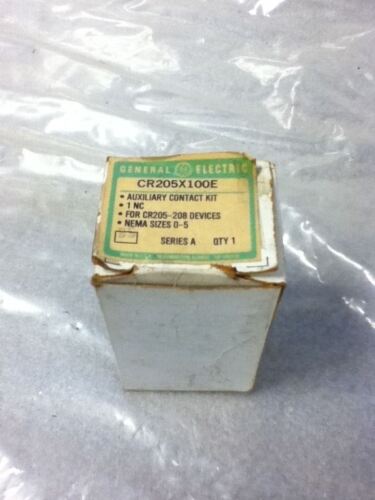 GENERAL GE ELECTRIC
CR205X100E
• AUXILIARY CONTACT KIT
• 1 NC
• FOR CR205-208 DEVICES
• NEMA SIZES 0-5
SERIES A QTY 1